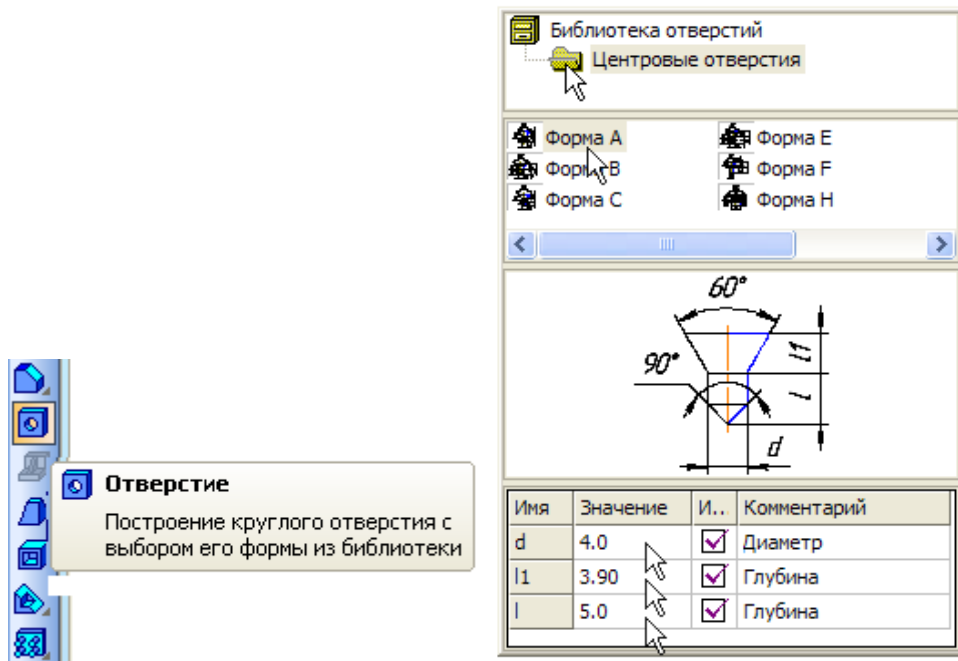 Библиотека отверстий
Центровые отверстия
Форма A
Форма E
Форма B
Форма F
Форма C
Форма H
60°
90°
l1
l
d
Отверстие
Построение круглого отверстия с
выбором его формы из библиотеки
Имя Значение И.. Комментарий
d 4.0 Диаметр
l1 3.90 Глубина
l 5.0 Глубина